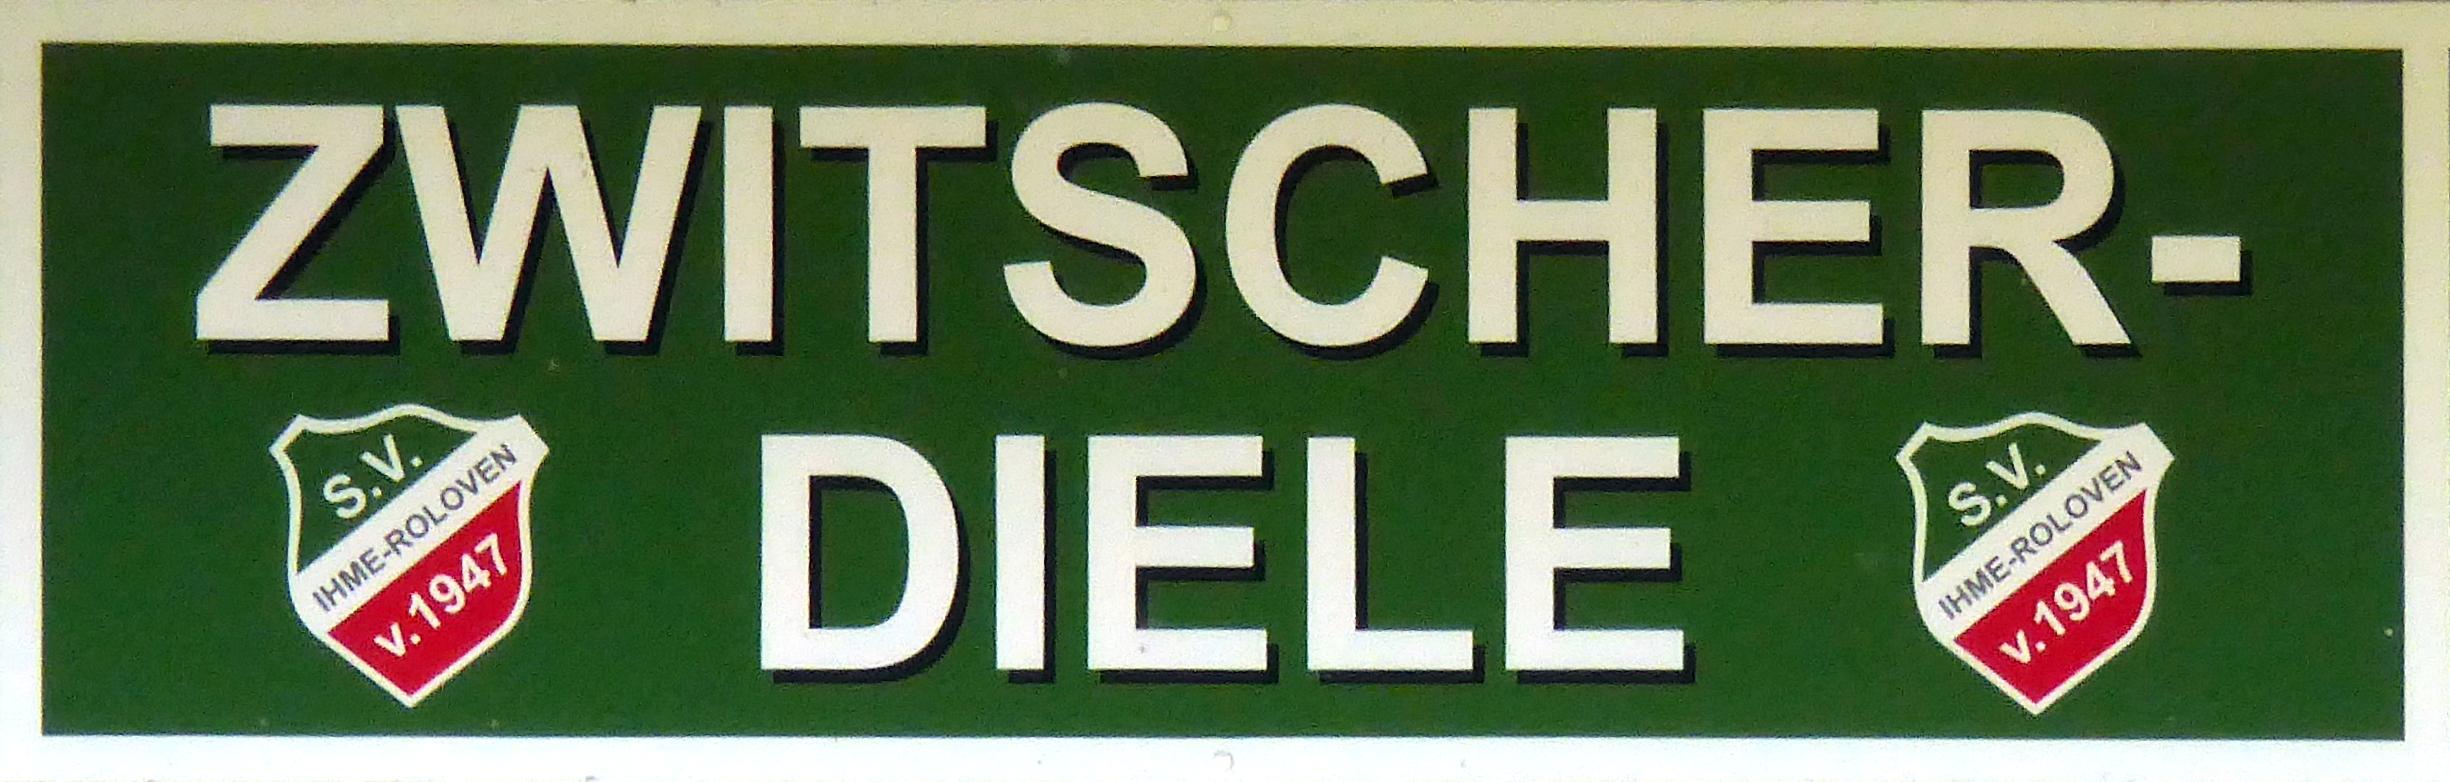 ZWITSCHER-
DIELE
S.V.
IHME-ROLOVEN
v.1947
S.V.
IHME-ROLOVEN
v.1947